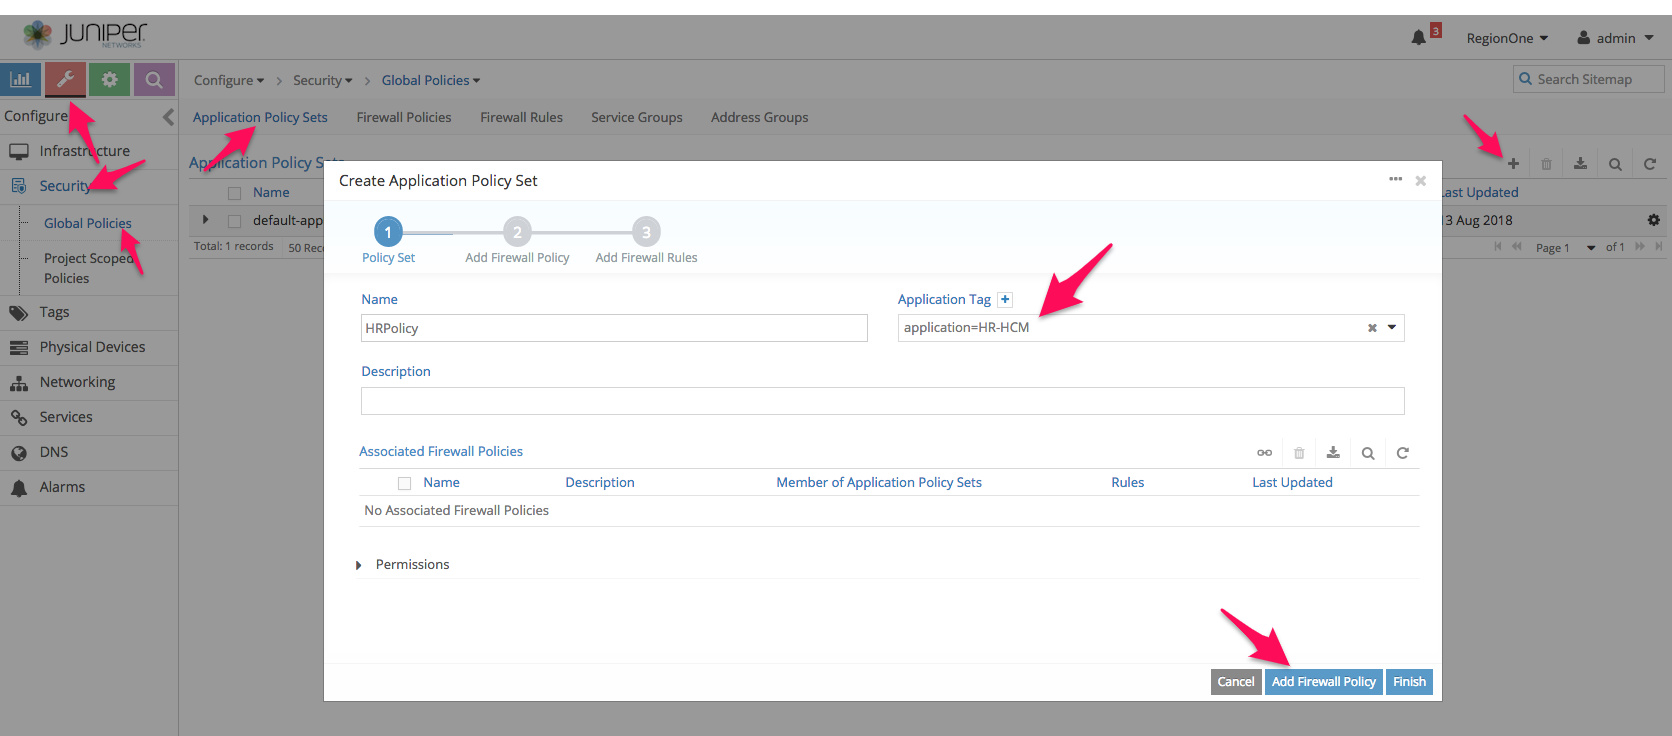 JUNIPER
NETWORKS
3
RegionOne
admin
Configure
Security
Global Policies
Search Sitemap
Configure
Application Policy Sets
Firewall Policies
Firewall Rules
Service Groups
Address Groups
Infrastructure
Security
Global Policies
Project Scoped
Policies
Tags
Physical Devices
Networking
Services
DNS
Alarms
Application Policy Sets
Name
Last Updated
default-app
13 Aug 2018
Total: 1 records
50 Rec
Page 1
of 1
Create Application Policy Set
1
2
3
Policy Set
Add Firewall Policy
Add Firewall Rules
Name
Application Tag
HRPolicy
application=HR-HCM
Description
Associated Firewall Policies
Name
Description
Member of Application Policy Sets
Rules
Last Updated
No Associated Firewall Policies
Permissions
Cancel
Add Firewall Policy
Finish